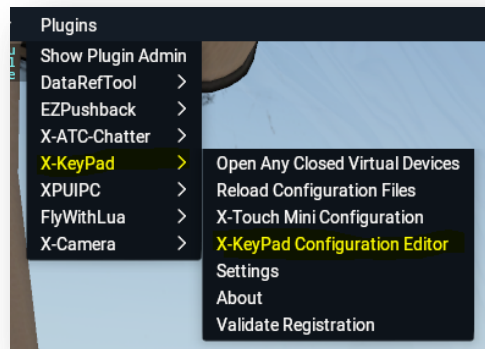 Plugins
Show Plugin Admin
DataRefTool
EZPushback
X-ATC-Chatter
X-KeyPad
XPUIPC
FlyWithLua
X-Camera
Open Any Closed Virtual Devices
Reload Configuration Files
X-Touch Mini Configuration
X-KeyPad Configuration Editor
Settings
About
Validate Registration